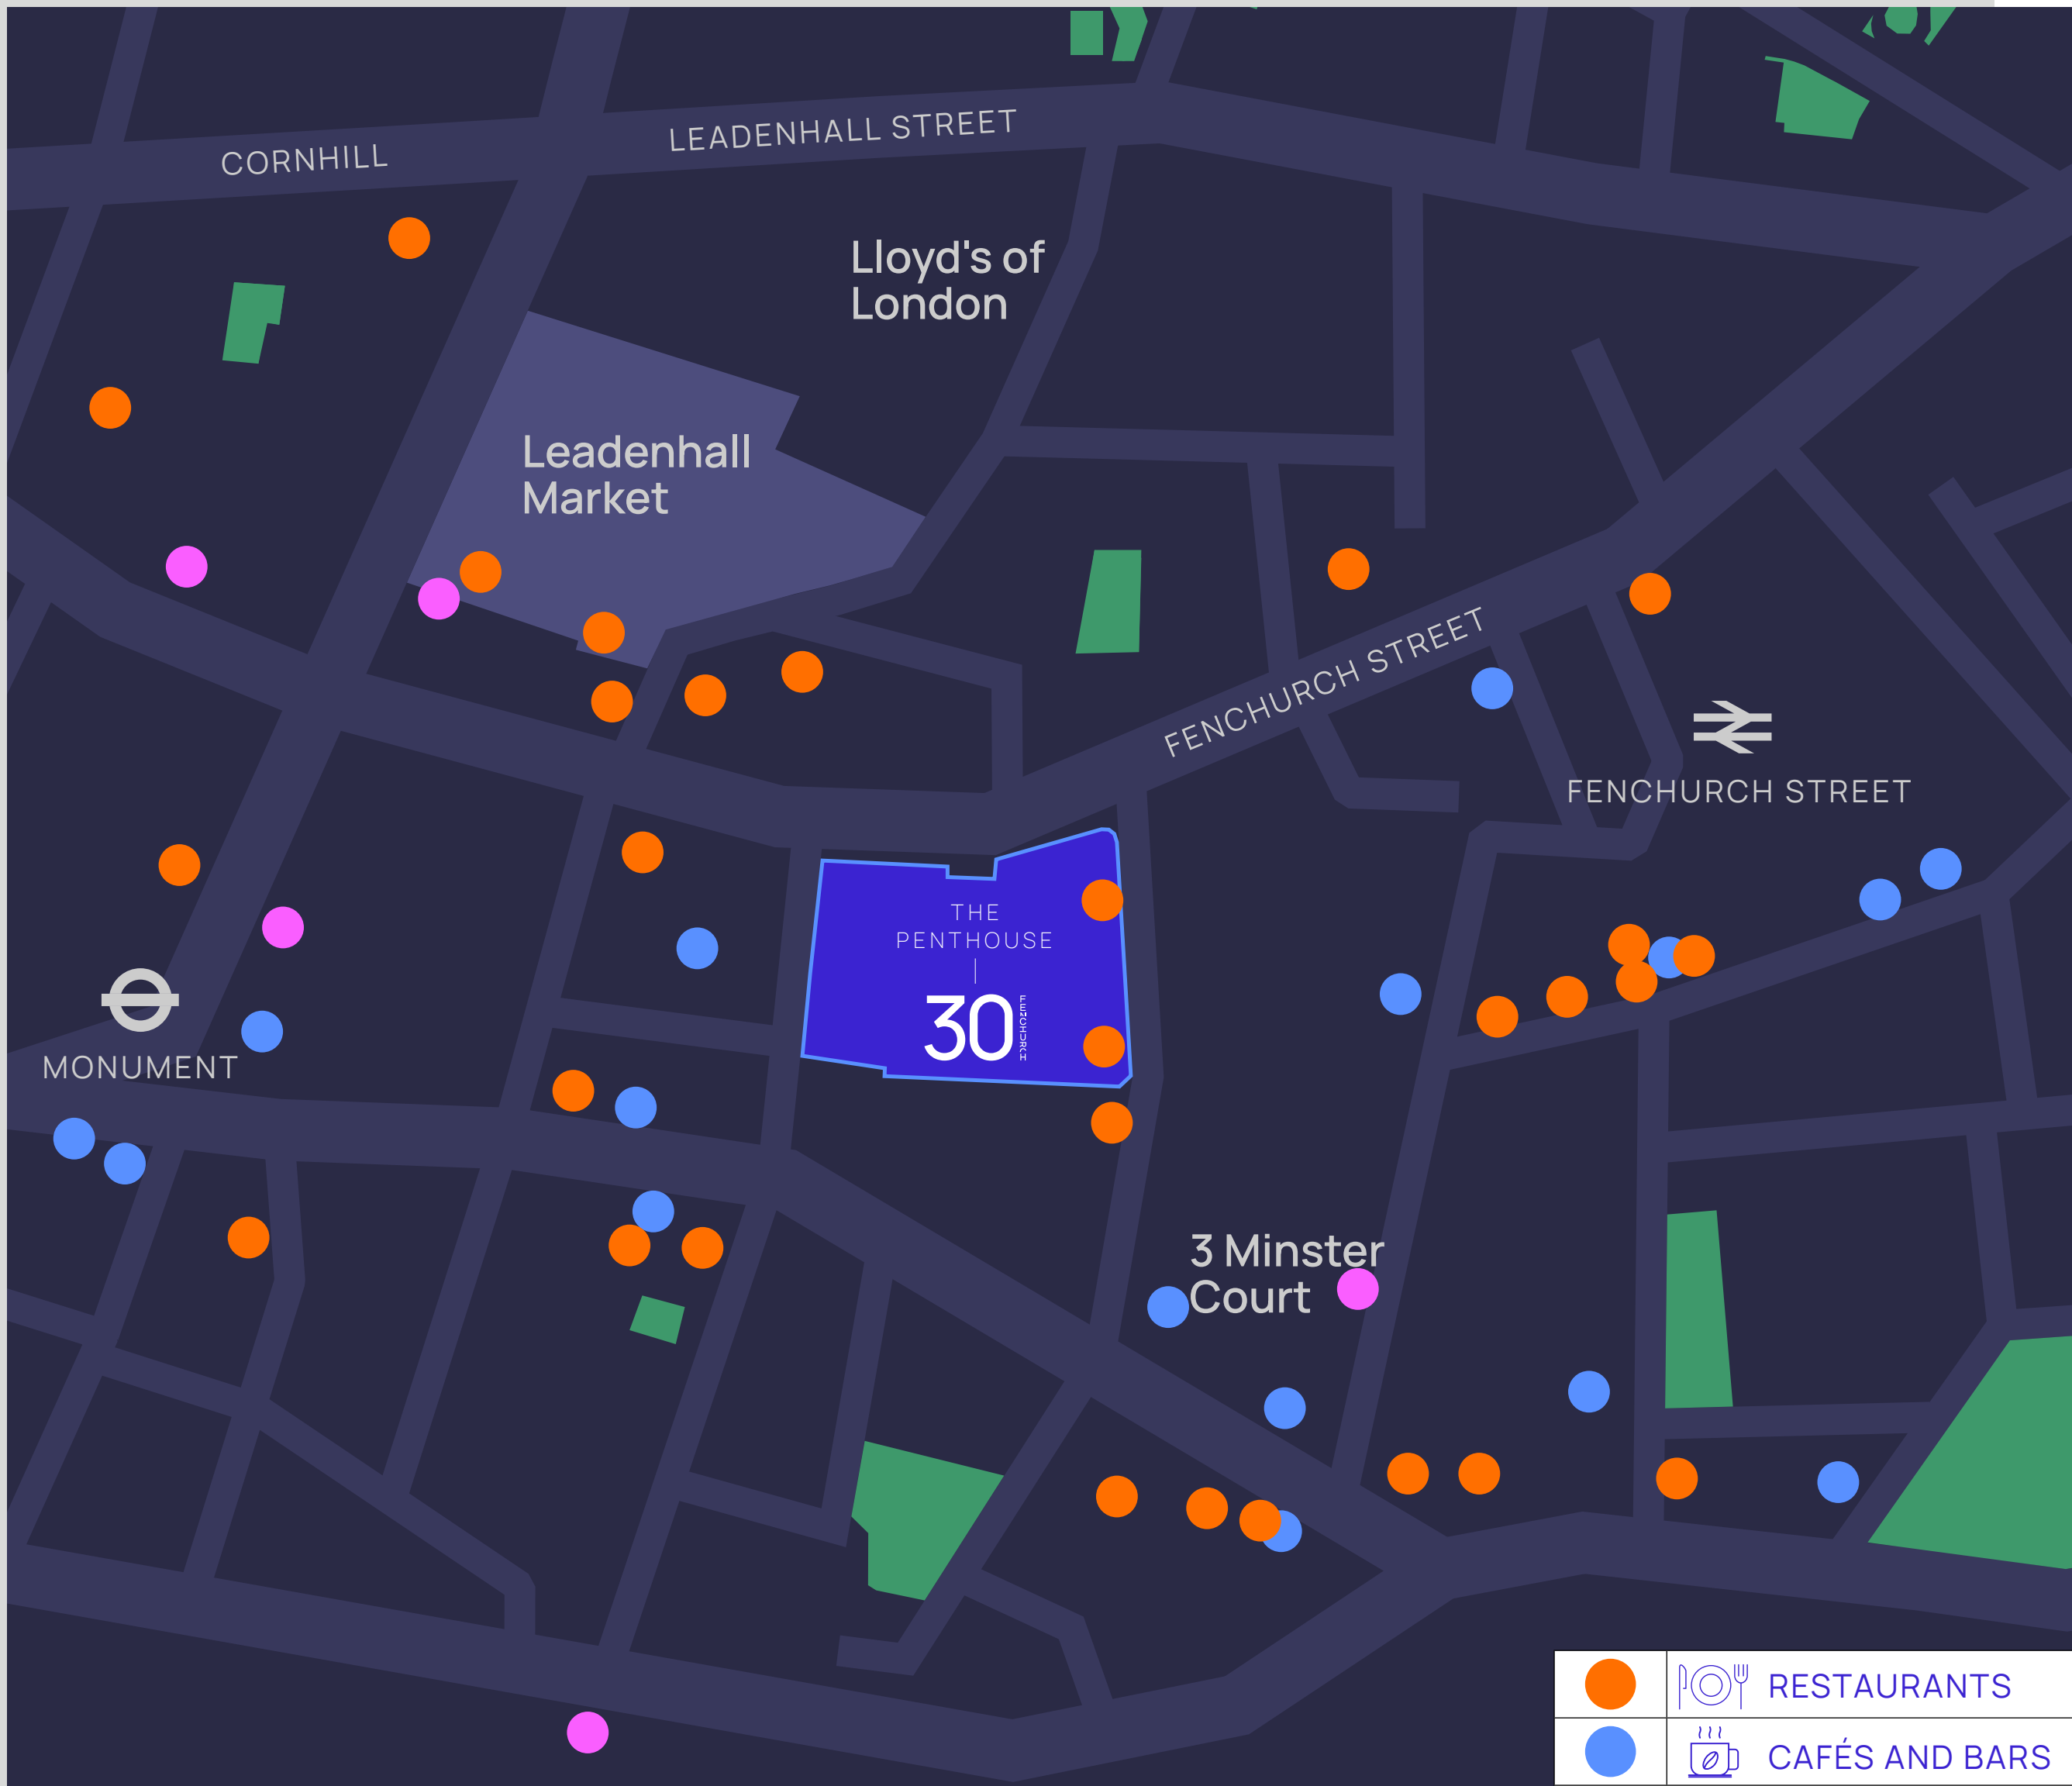 CORNHILL
LEADENHALL STREET
Lloyd's of
London
Leadenhall
Market
FENCHURCH STREET
FENCHURCH STREET
THE
PENTHOUSE
30 FENCHURCH
MONUMENT
3 Minster
Court
RESTAURANTS
CAFÉS AND BARS